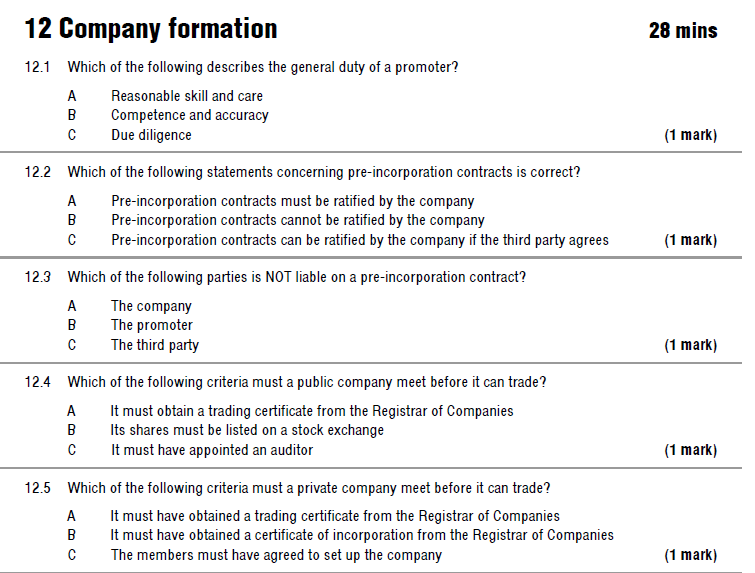 12 Company formation 28 mins
12.1 Which of the following describes the general duty of a promoter?
A Reasonable skill and care
B Competence and accuracy
C Due diligence (1 mark)
12.2 Which of the following statements concerning pre-incorporation contracts is correct?
A Pre-incorporation contracts must be ratified by the company
B Pre-incorporation contracts cannot be ratified by the company
C Pre-incorporation contracts can be ratified by the company if the third party agrees (1 mark)
12.3 Which of the following parties is NOT liable on a pre-incorporation contract?
A The company
B The promoter
C The third party (1 mark)
12.4 Which of the following criteria must a public company meet before it can trade?
A It must obtain a trading certificate from the Registrar of Companies
B Its shares must be listed on a stock exchange
C It must have appointed an auditor (1 mark)
12.5 Which of the following criteria must a private company meet before it can trade?
A It must have obtained a trading certificate from the Registrar of Companies
B It must have obtained a certificate of incorporation from the Registrar of Companies
C The members must have agreed to set up the company (1 mark)